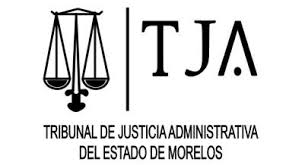 TJA
TRIBUNAL DE JUSTICIA ADMINISTRATIVA
DEL ESTADO DE MORELOS